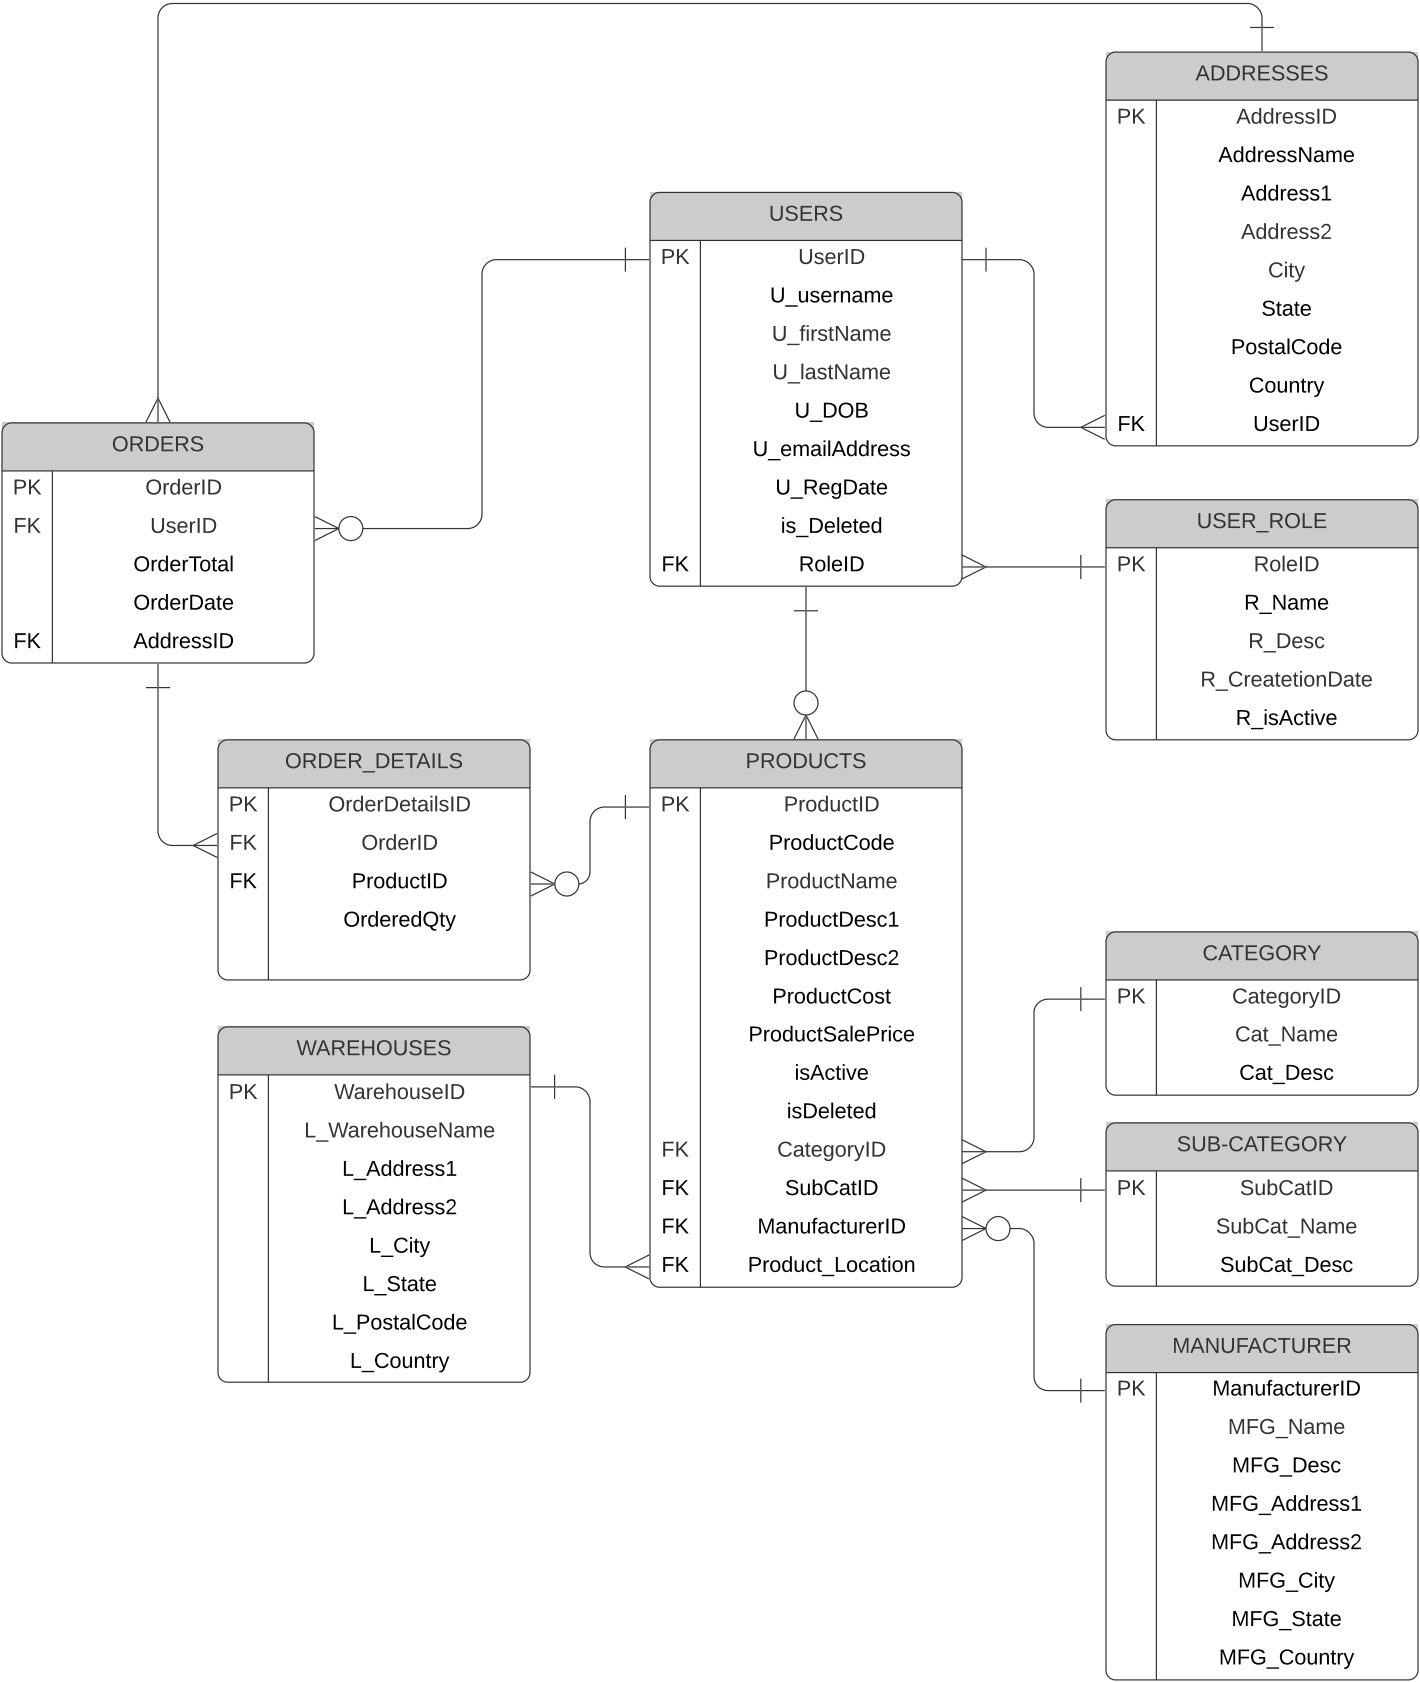 ADDRESSES
PK AddressID
AddressName
Address1
Address2
City
State
PostalCode
Country
FK UserID
USERS
PK UserID
U_username
U_firstName
U_lastName
U_DOB
U_emailAddress
U_RegDate
is_Deleted
FK RoleID
ORDERS
PK OrderID
FK UserID
OrderTotal
OrderDate
FK AddressID
USER_ROLE
PK RoleID
R_Name
R_Desc
R_CreatetionDate
R_isActive
ORDER_DETAILS
PK OrderDetailsID
FK OrderID
FK ProductID
OrderedQty
PRODUCTS
PK ProductID
ProductCode
ProductName
ProductDesc1
ProductDesc2
ProductCost
ProductSalePrice
isActive
isDeleted
FK CategoryID
FK SubCatID
FK ManufacturerID
FK Product_Location
CATEGORY
PK CategoryID
Cat_Name
Cat_Desc
WAREHOUSES
PK WarehouseID
L_WarehouseName
L_Address1
L_Address2
L_City
L_State
L_PostalCode
L_Country
SUB-CATEGORY
PK SubCatID
SubCat_Name
SubCat_Desc
MANUFACTURER
PK ManufacturerID
MFG_Name
MFG_Desc
MFG_Address1
MFG_Address2
MFG_City
MFG_State
MFG_Country